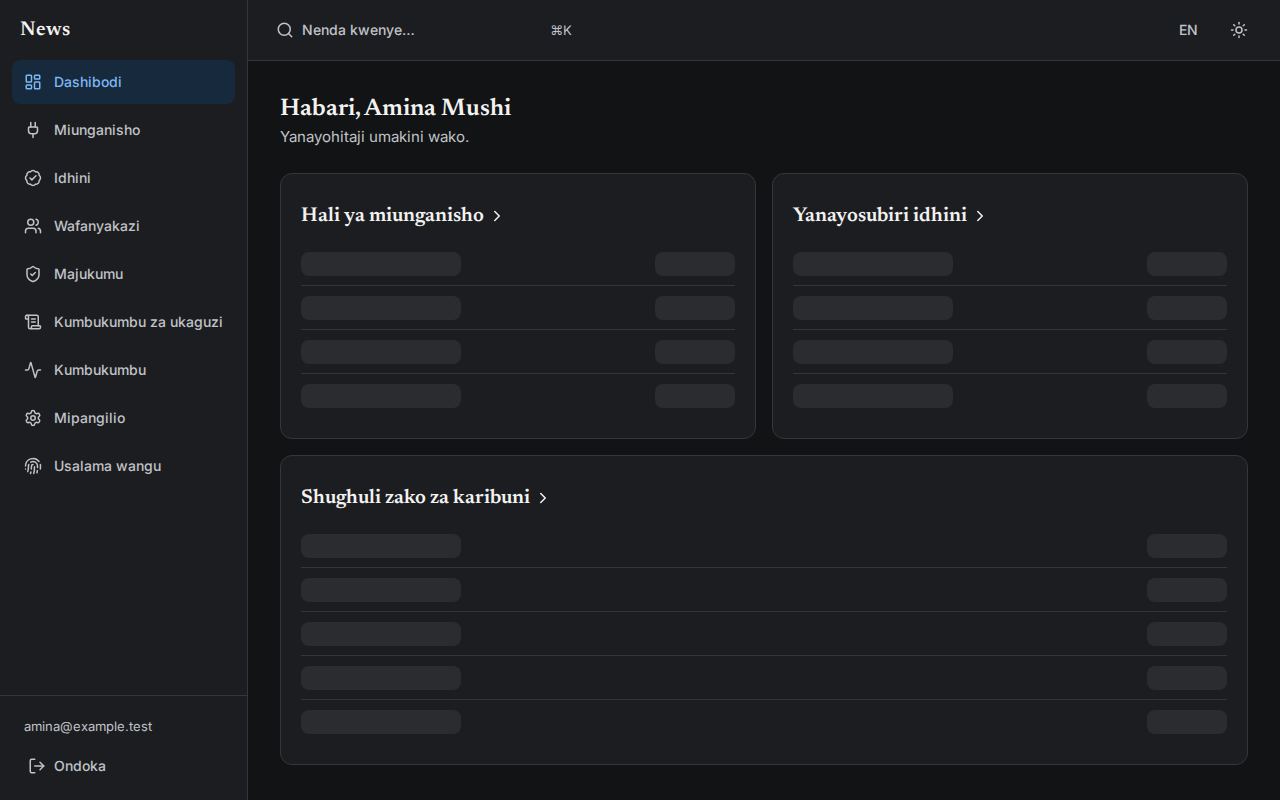 News
Nenda kwenye...
⌘K
EN
Dashibodi
Miunganisho
Idhini
Wafanyakazi
Majukumu
Kumbukumbu za ukaguzi
Kumbukumbu
Mipangilio
Usalama wangu
amina@example.test
Ondoka
Habari, Amina Mushi
Yanayohitaji umakini wako.
Hali ya miunganisho
Yanayosubiri idhini
Shughuli zako za karibuni